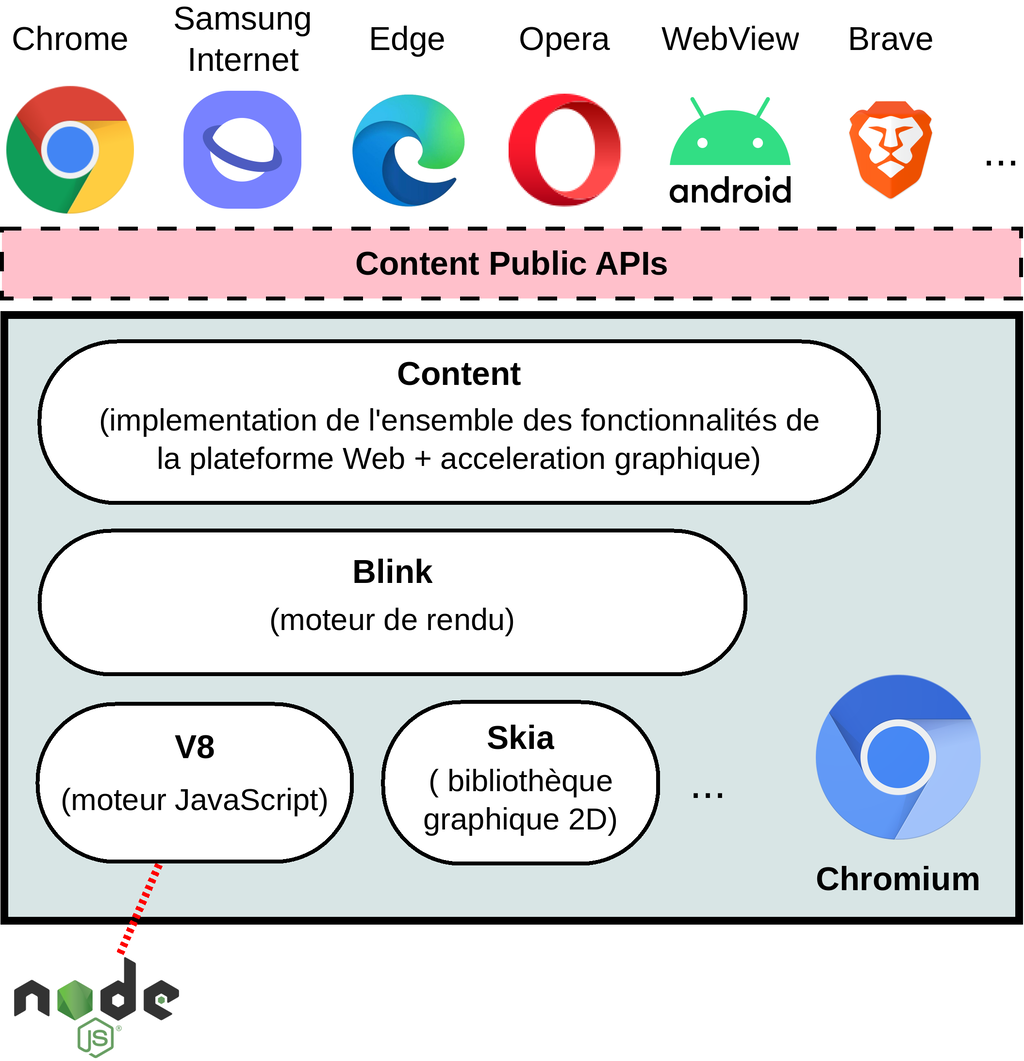 Chrome
Samsung
Internet
Edge
Opera
WebView
Brave
android
...
Content Public APIs
Content
(implementation de l'ensemble des fonctionnalités de
la plateforme Web + acceleration graphique)
Blink
(moteur de rendu)
V8
(moteur JavaScript)
Skia
( bibliothèque
graphique 2D)
...
Chromium
node
JS
®